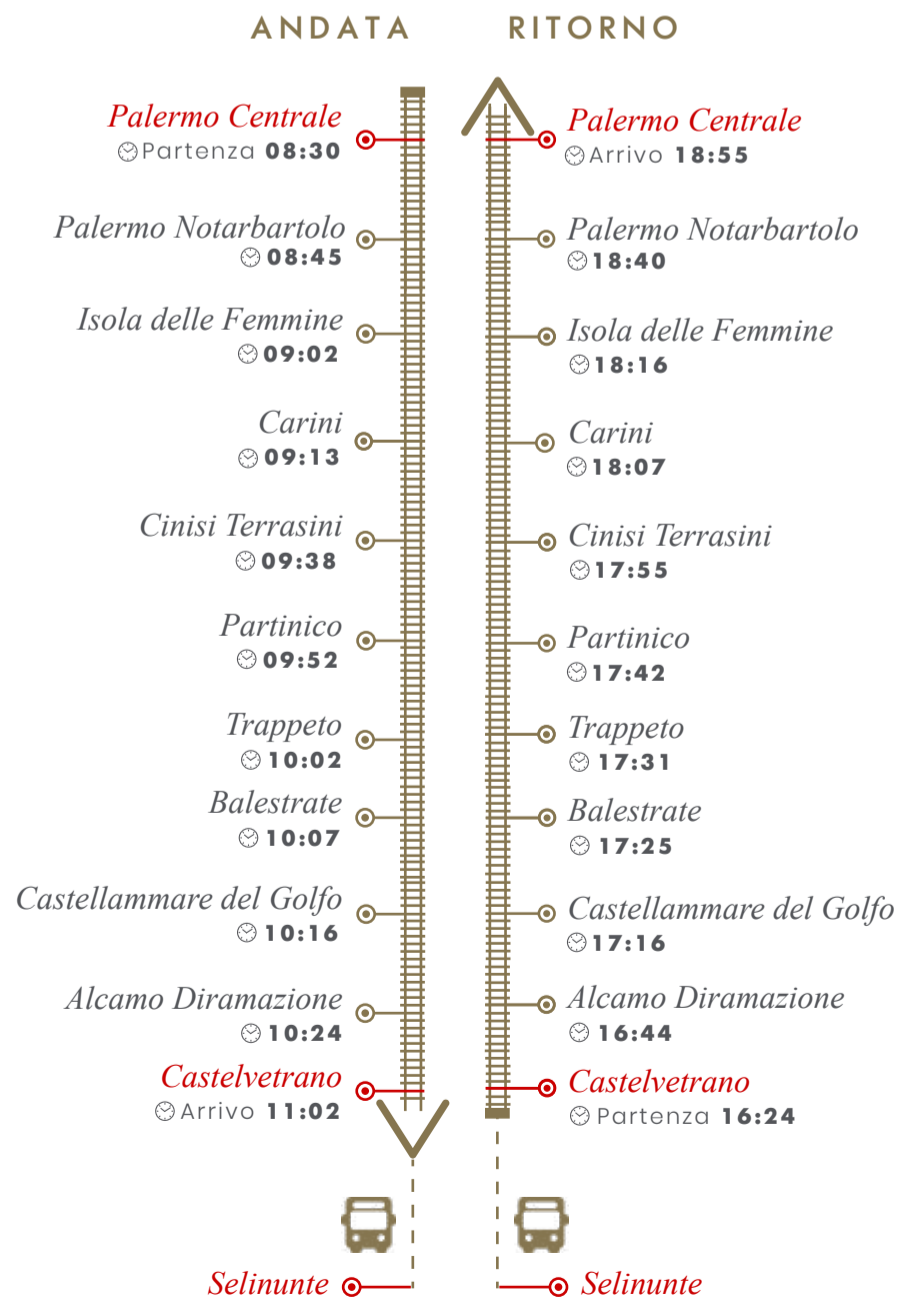 ANDATA
Palermo Centrale
Partenza 08:30
Palermo Notarbartolo
08:45
Isola delle Femmine
09:02
Carini
09:13
Cinisi Terrasini
09:38
Partinico
09:52
Trappeto
10:02
Balestrate
10:07
Castellammare del Golfo
10:16
Alcamo Diramazione
10:24
Castelvetrano
Arrivo 11:02
Selinunte
RITORNO
Palermo Centrale
Arrivo 18:55
Palermo Notarbartolo
18:40
Isola delle Femmine
18:16
Carini
18:07
Cinisi Terrasini
17:55
Partinico
17:42
Trappeto
17:31
Balestrate
17:25
Castellammare del Golfo
17:16
Alcamo Diramazione
16:44
Castelvetrano
Partenza 16:24
Selinunte